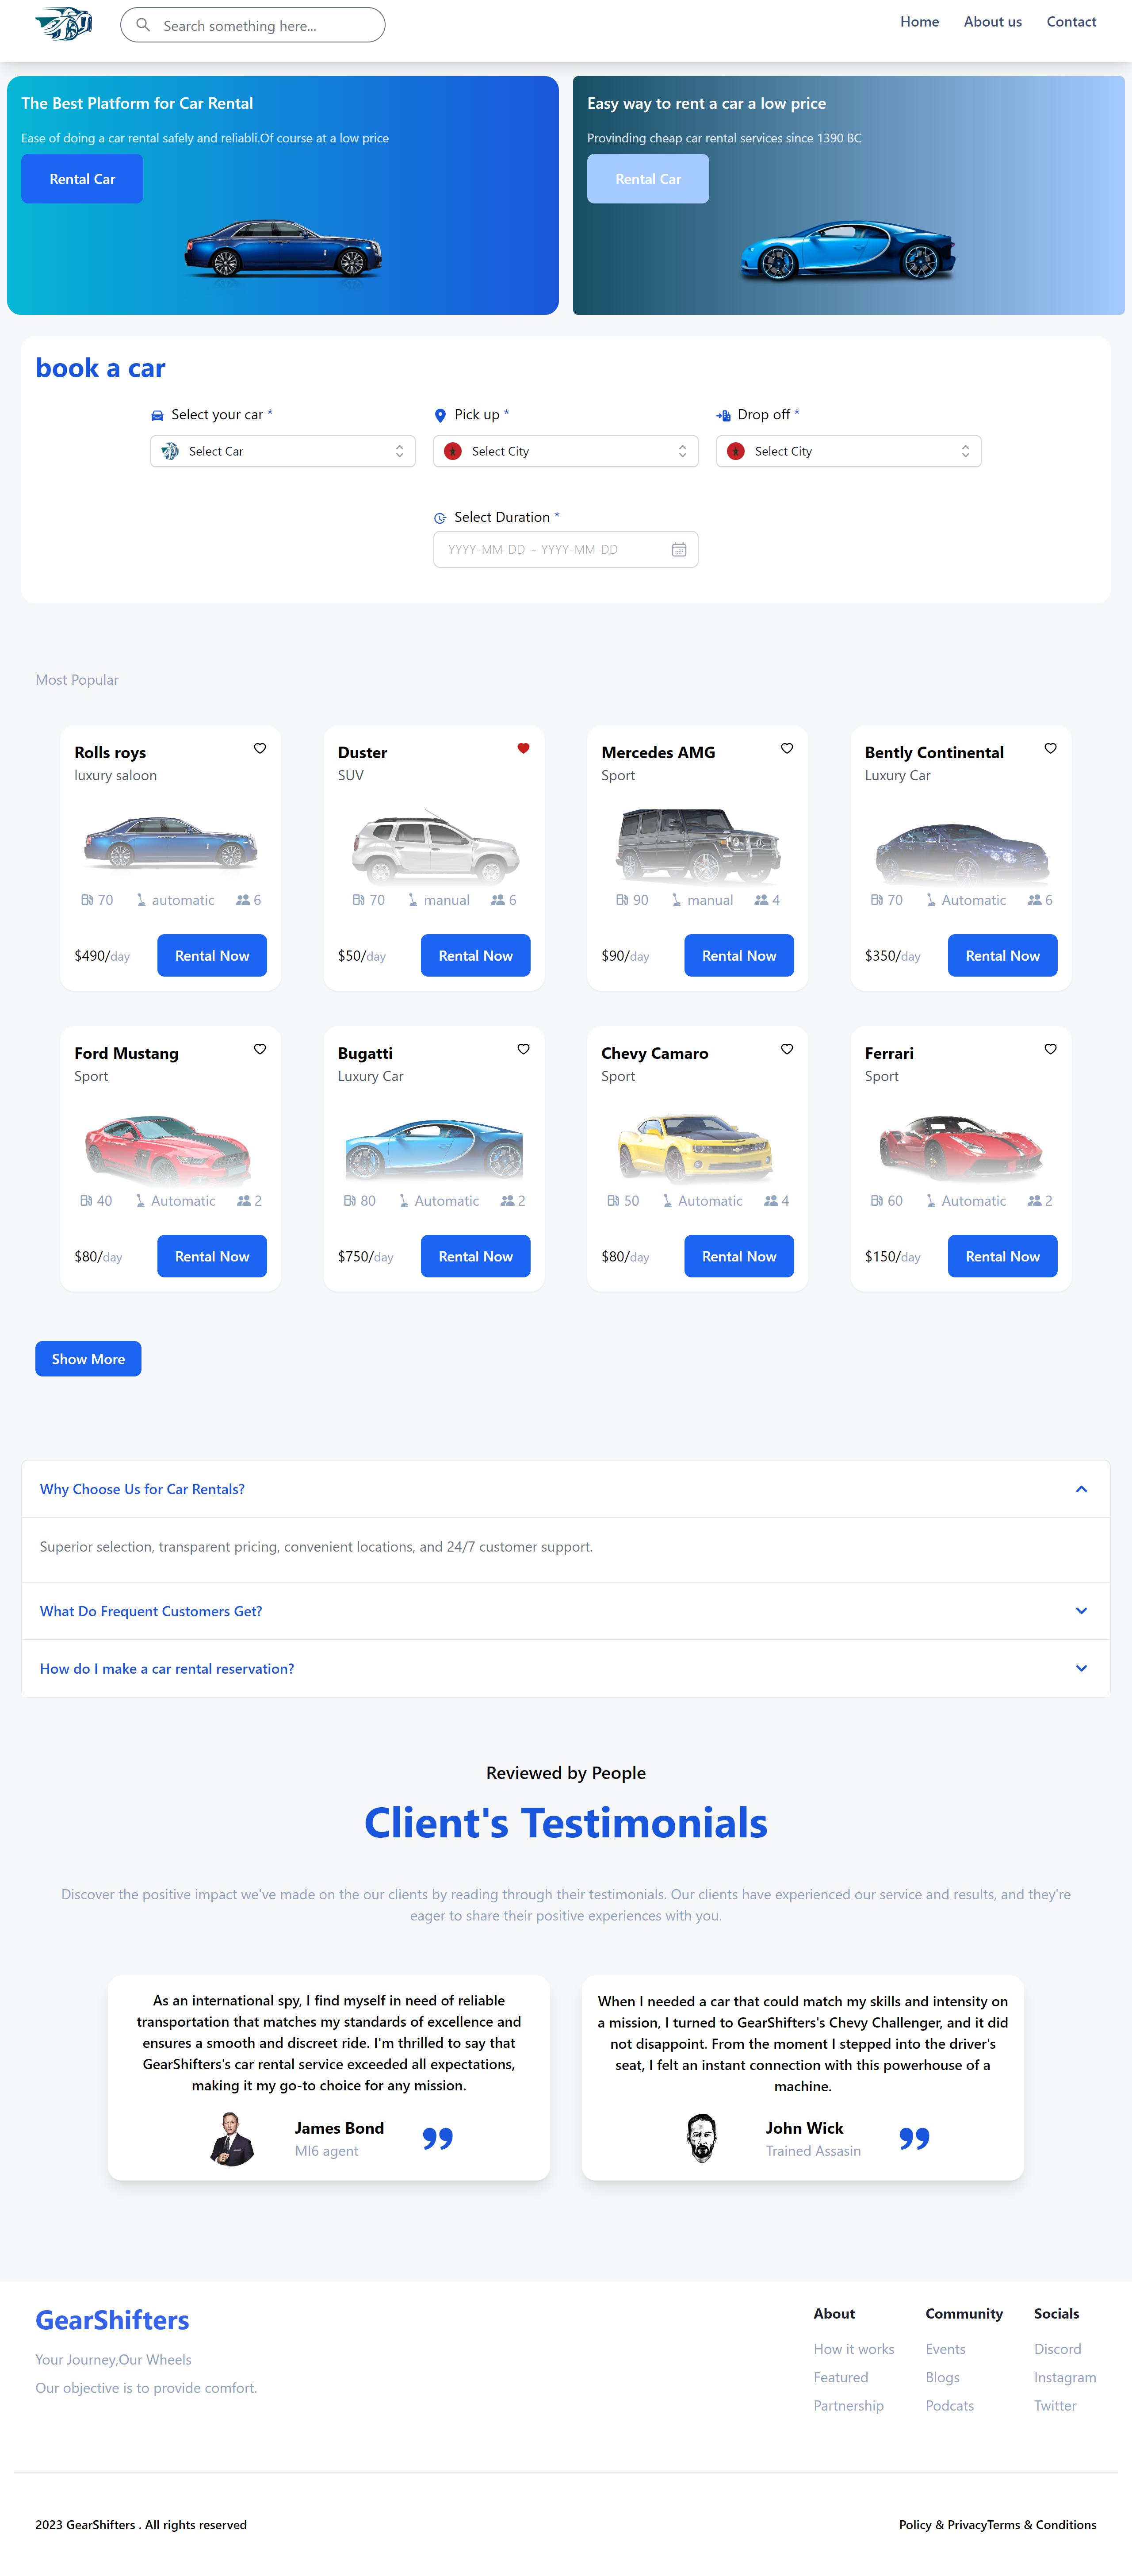 Search something here...
Home About us Contact
The Best Platform for Car Rental
Ease of doing a car rental safely and reliabli.Of course at a low price
Rental Car
Easy way to rent a car a low price
Provinding cheap car rental services since 1390 BC
Rental Car
book a car
Select your car * Pick up * Drop off *
Select Car Select City Select City
Select Duration *
YYYY-MM-DD ~ YYYY-MM-DD
Most Popular
Rolls roys
luxury saloon
70 automatic 6
$490/day Rental Now
Duster
SUV
70 manual 6
$50/day Rental Now
Mercedes AMG
Sport
90 manual 4
$90/day Rental Now
Bently Continental
Luxury Car
70 Automatic 6
$350/day Rental Now
Ford Mustang
Sport
40 Automatic 2
$80/day Rental Now
Bugatti
Luxury Car
80 Automatic 2
$750/day Rental Now
Chevy Camaro
Sport
50 Automatic 4
$80/day Rental Now
Ferrari
Sport
60 Automatic 2
$150/day Rental Now
Show More
Why Choose Us for Car Rentals?
Superior selection, transparent pricing, convenient locations, and 24/7 customer support.
What Do Frequent Customers Get?
How do I make a car rental reservation?
Reviewed by People
Client's Testimonials
Discover the positive impact we've made on the our clients by reading through their testimonials. Our clients have experienced our service and results, and they're
eager to share their positive experiences with you.
As an international spy, I find myself in need of reliable
transportation that matches my standards of excellence and
ensures a smooth and discreet ride. I'm thrilled to say that
GearShifters's car rental service exceeded all expectations,
making it my go-to choice for any mission.
James Bond
MI6 agent
When I needed a car that could match my skills and intensity on
a mission, I turned to GearShifters's Chevy Challenger, and it did
not disappoint. From the moment I stepped into the driver's
seat, I felt an instant connection with this powerhouse of a
machine.
John Wick
Trained Assasin
GearShifters
Your Journey,Our Wheels
Our objective is to provide comfort.
About
How it works
Featured
Partnership
Community
Events
Blogs
Podcats
Socials
Discord
Instagram
Twitter
2023 GearShifters . All rights reserved
Policy & PrivacyTerms & Conditions